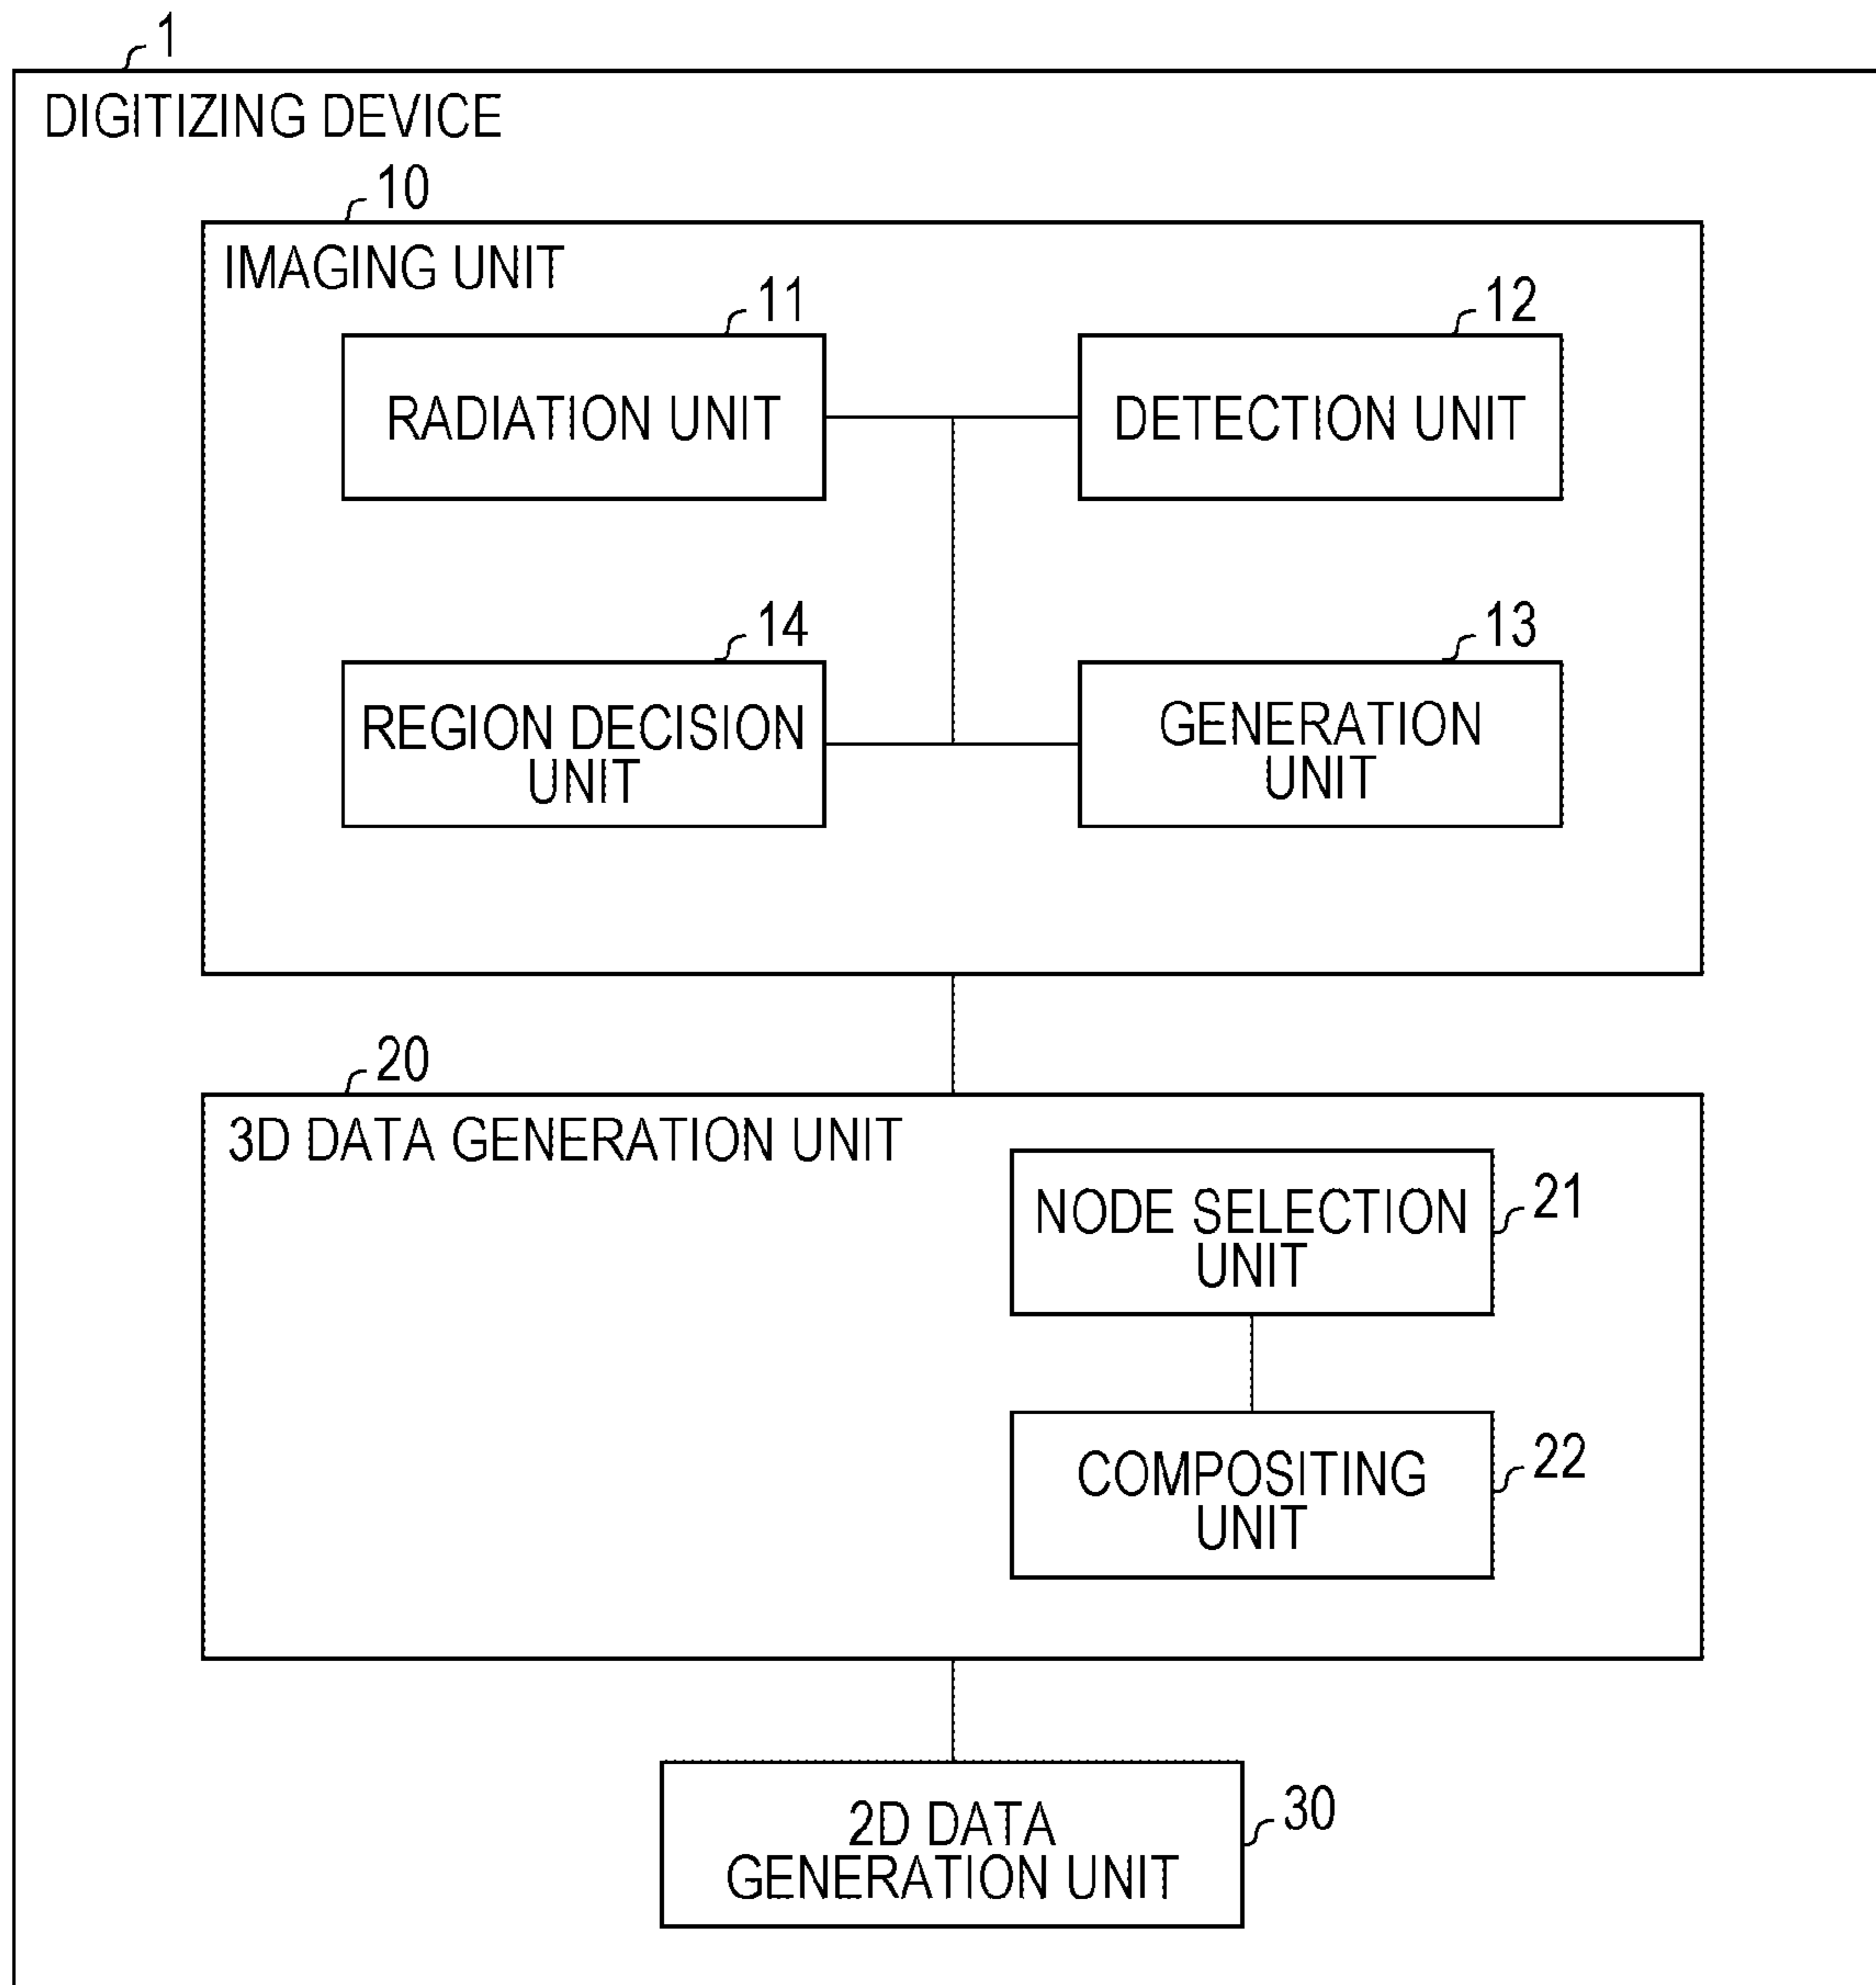 1
DIGITIZING DEVICE
10
IMAGING UNIT
11
RADIATION UNIT
12
DETECTION UNIT
14
REGION DECISION
UNIT
13
GENERATION
UNIT
20
3D DATA GENERATION UNIT
NODE SELECTION
UNIT
21
COMPOSITING
UNIT
22
2D DATA
GENERATION UNIT
30